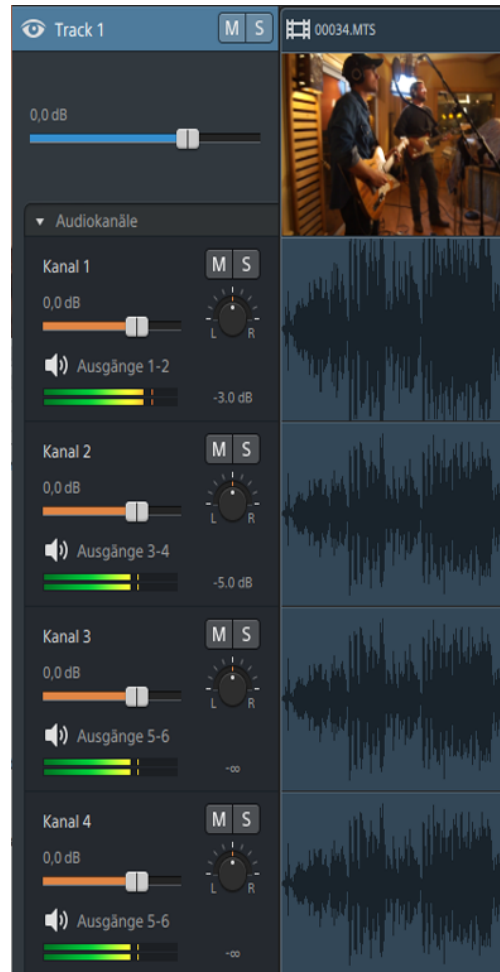 Track 1 M S 00034.MTS
0,0 dB
Audiokanäle
Kanal 1 M S
0,0 dB
L R
Ausgänge 1-2
-3.0 dB
Kanal 2 M S
0,0 dB
L R
Ausgänge 3-4
-5.0 dB
Kanal 3 M S
0,0 dB
L R
Ausgänge 5-6
-∞
Kanal 4 M S
0,0 dB
L R
Ausgänge 5-6
-∞